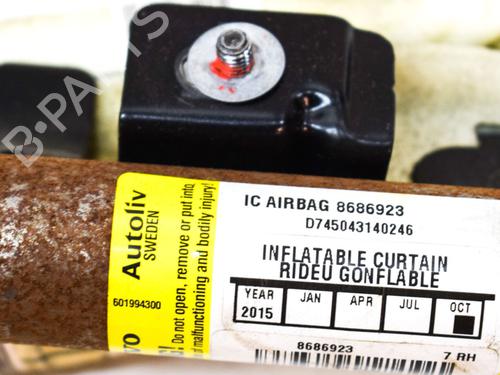 B-PARTS
IC AIRBAG 8686923
D745043140246
INFLATABLE CURTAIN
RIDEU GONFLABLE
YEAR JAN APR JUL OCT
2015
8686923 7 RH
Autoliv
SWEDEN
601994300
Do not open, remove or put into
of malfunctioning and bodily injury!